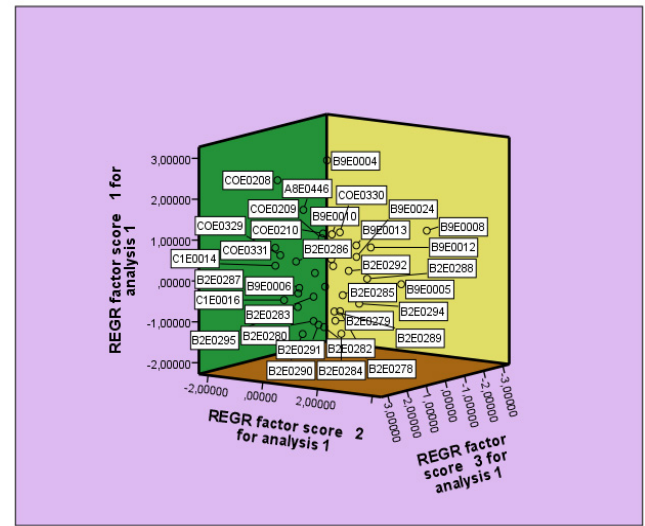 B9E0004
COE0208
A8E0446
COE0330
COE0209
B9E0010
B9E0024
COE0329
COE0210
B9E0013
B9E0008
COE0331
B2E0286
B9E0012
C1E0014
B2E0292
B2E0288
B2E0287
B9E0006
B2E0285
B9E0005
C1E0016
B2E0283
B2E0294
B2E0279
B2E0295
B2E0280
B2E0289
B2E0291
B2E0282
B2E0290
B2E0284
B2E0278
3,00000
2,00000
1,00000
,00000
-1,00000
-2,00000
REGR factor score 1 for
analysis 1
-2,00000
,00000
2,00000
REGR factor score 2
for analysis 1
3,00000
2,00000
1,00000
,00000
-1,00000
-2,00000
-3,00000
REGR factor
score 3 for
analysis 1